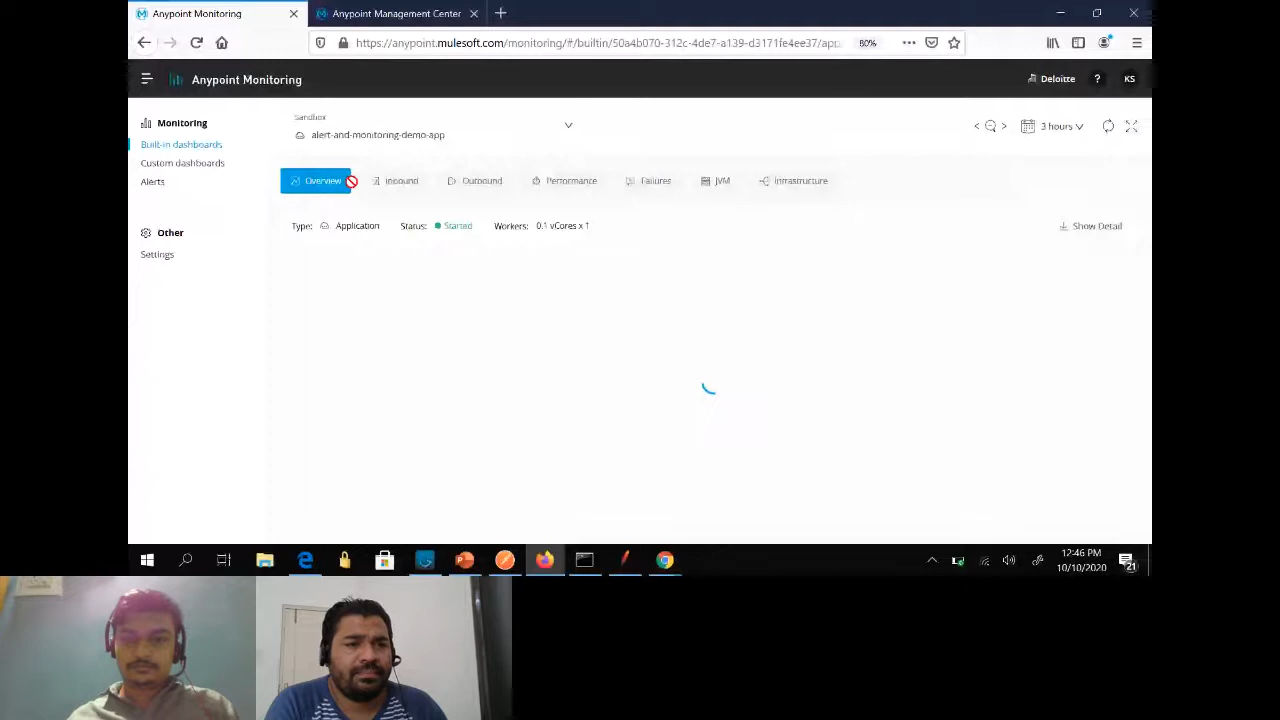 Anypoint Monitoring
Anypoint Management Center
https://anypoint.mulesoft.com/monitoring/#/builtin/50a4b070-312c-4de7-a139-d3171fe4ee37/app
80%
Anypoint Monitoring
Deloitte
?
KS
Monitoring
Built-in dashboards
Custom dashboards
Alerts
Other
Settings
Sandbox
alert-and-monitoring-demo-app
3 hours
Overview
Inbound
Outbound
Performance
Failures
JVM
Infrastructure
Type: Application
Status: Started
Workers: 0.1 vCores x 1
Show Detail
12:46 PM
10/10/2020
21